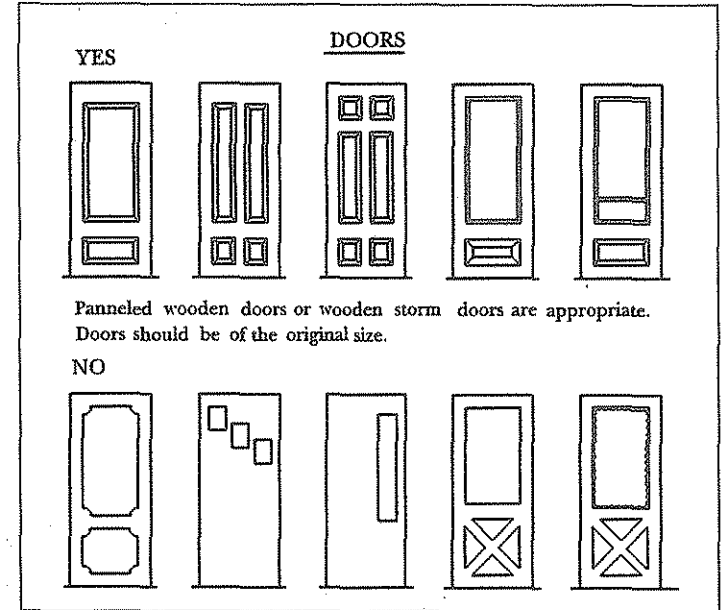 DOORS
YES
Panneled wooden doors or wooden storm doors are appropriate.
Doors should be of the original size.
NO